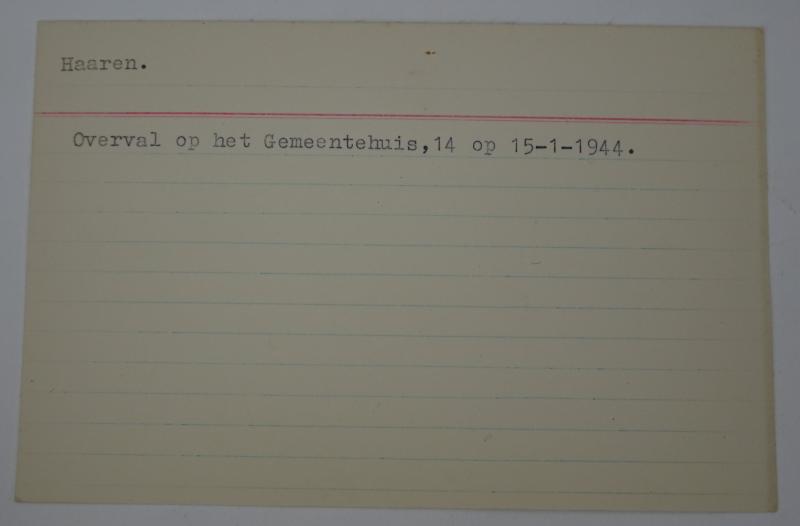 Haaren.
Overval op het Gemeentehuis,14 op 15-1-1944.